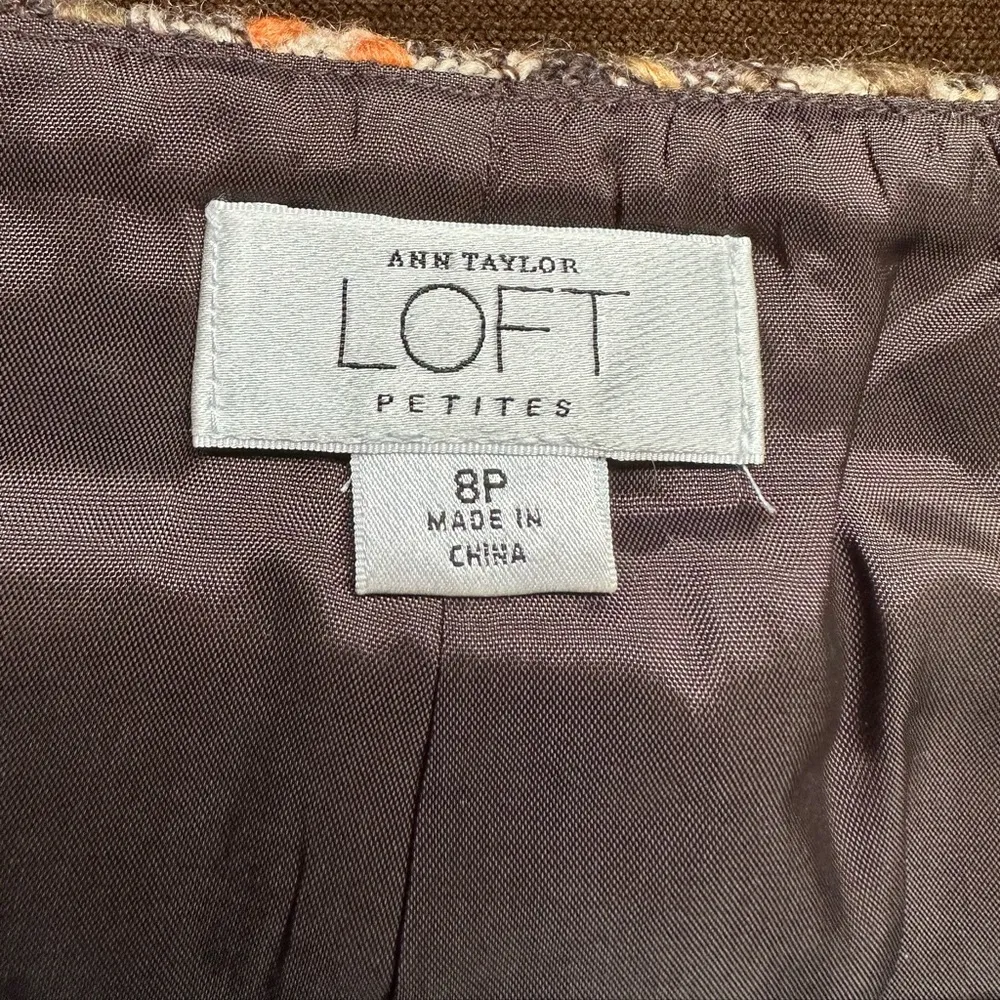 ANN TAYLOR
LOFT
PETITES
8P
MADE IN
CHINA